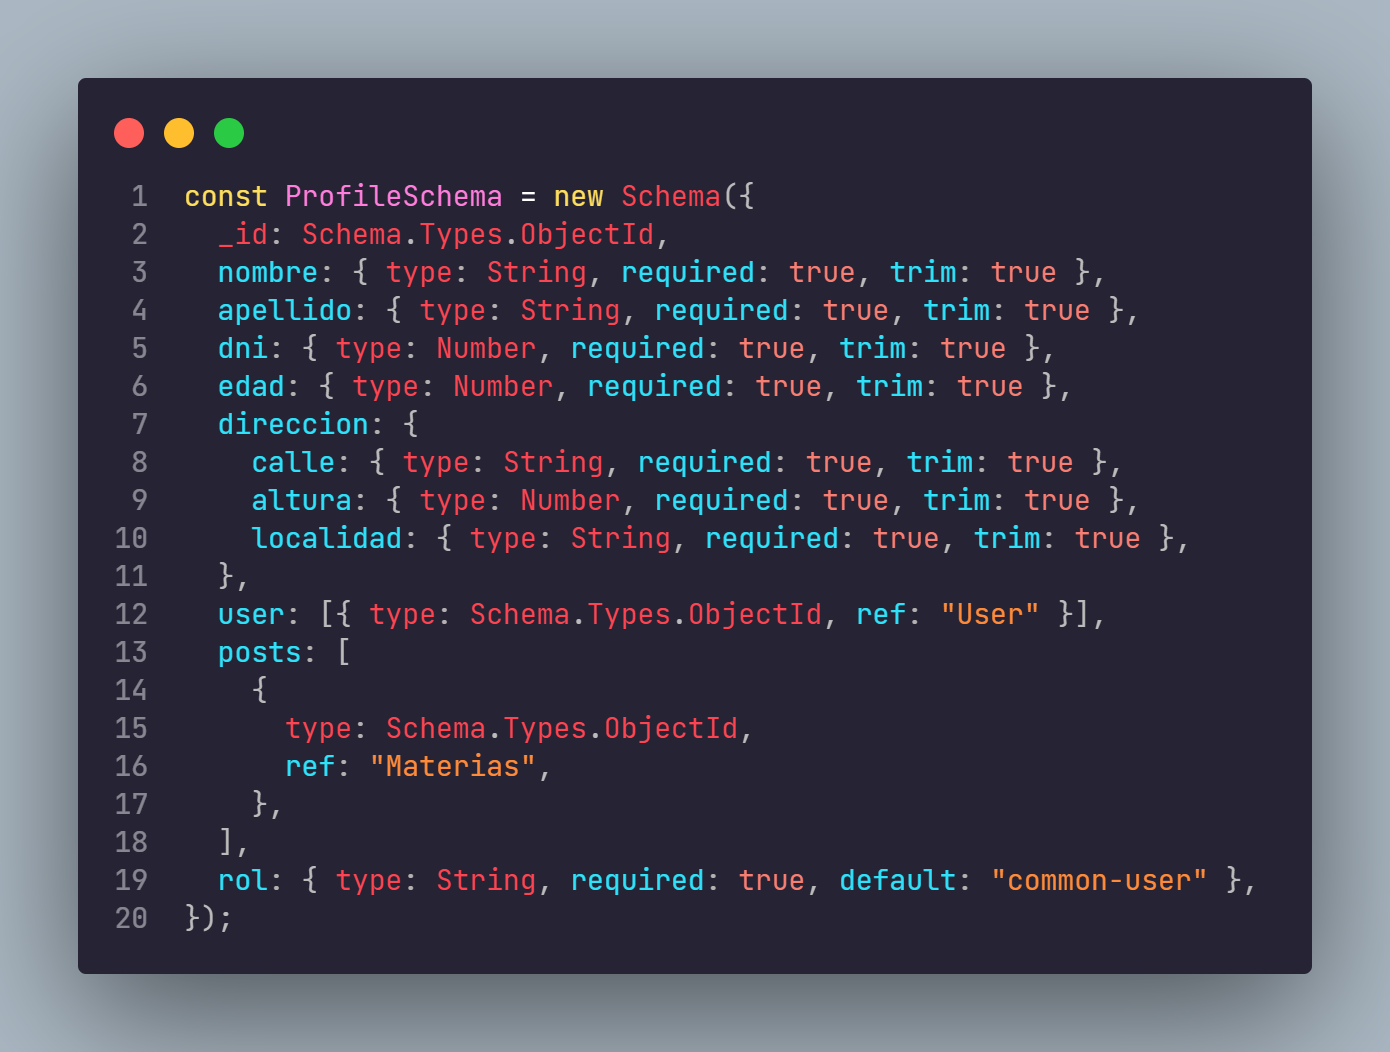 1 const ProfileSchema = new Schema({
2   _id: Schema.Types.ObjectId,
3   nombre: { type: String, required: true, trim: true },
4   apellido: { type: String, required: true, trim: true },
5   dni: { type: Number, required: true, trim: true },
6   edad: { type: Number, required: true, trim: true },
7   direccion: {
8     calle: { type: String, required: true, trim: true },
9     altura: { type: Number, required: true, trim: true },
10     localidad: { type: String, required: true, trim: true },
11   },
12   user: [{ type: Schema.Types.ObjectId, ref: "User" }],
13   posts: [
14     {
15       type: Schema.Types.ObjectId,
16       ref: "Materias",
17     },
18   ],
19   rol: { type: String, required: true, default: "common-user" },
20 });